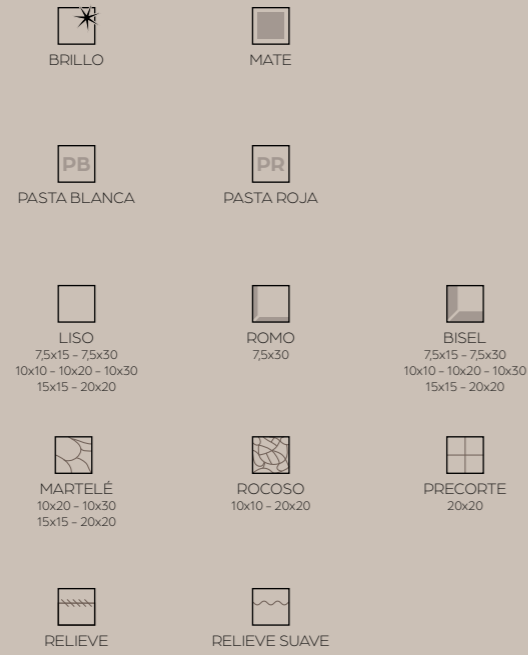 BRILLO
MATE
PB
PR
PASTA BLANCA
PASTA ROJA
LISO
7,5x15 - 7,5x30
10x10 - 10x20 - 10x30
15x15 - 20x20
ROMO
7,5x30
BISEL
7,5x15 - 7,5x30
10x10 - 10x20 - 10x30
15x15 - 20x20
MARTELÉ
10x20 - 10x30
15x15 - 20x20
ROCOSO
10x10 - 20x20
PRECORTE
20x20
RELIEVE
RELIEVE SUAVE